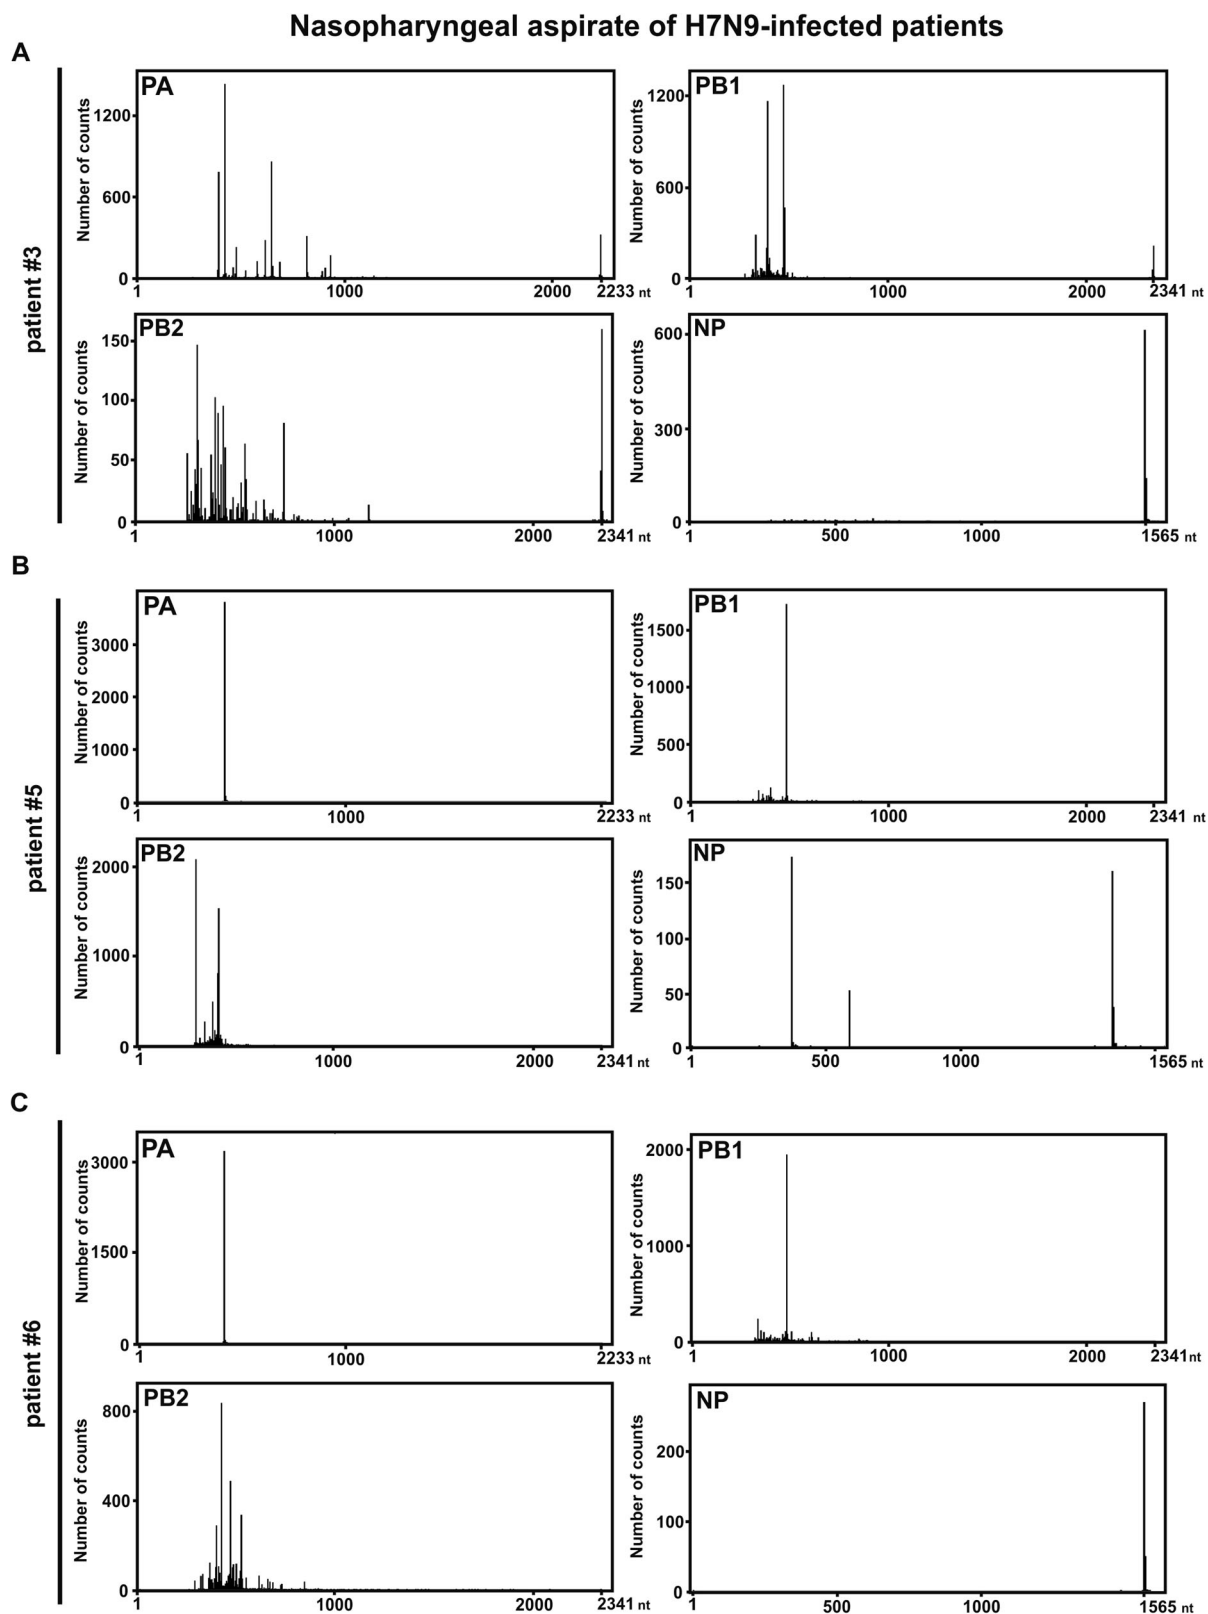 Nasopharyngeal aspirate of H7N9-infected patients
A
patient #3
PA
Number of counts
1200
600
0
1 1000 2000 2233 nt
PB1
Number of counts
1200
600
0
1 1000 2000 2341 nt
PB2
Number of counts
150
100
50
0
1 1000 2000 2341 nt
NP
Number of counts
600
300
0
1 500 1000 1565 nt
B
patient #5
PA
Number of counts
3000
2000
1000
0
1 1000 2233 nt
PB1
Number of counts
1500
1000
500
0
1 1000 2000 2341 nt
PB2
Number of counts
2000
1000
0
1 1000 2000 2341 nt
NP
Number of counts
150
100
50
0
1 500 1000 1565 nt
C
patient #6
PA
Number of counts
3000
1500
0
1 1000 2233 nt
PB1
Number of counts
2000
1000
0
1 1000 2000 2341 nt
PB2
Number of counts
800
400
0
1 1000 2000 2341 nt
NP
Number of counts
200
100
0
1 500 1000 1565 nt